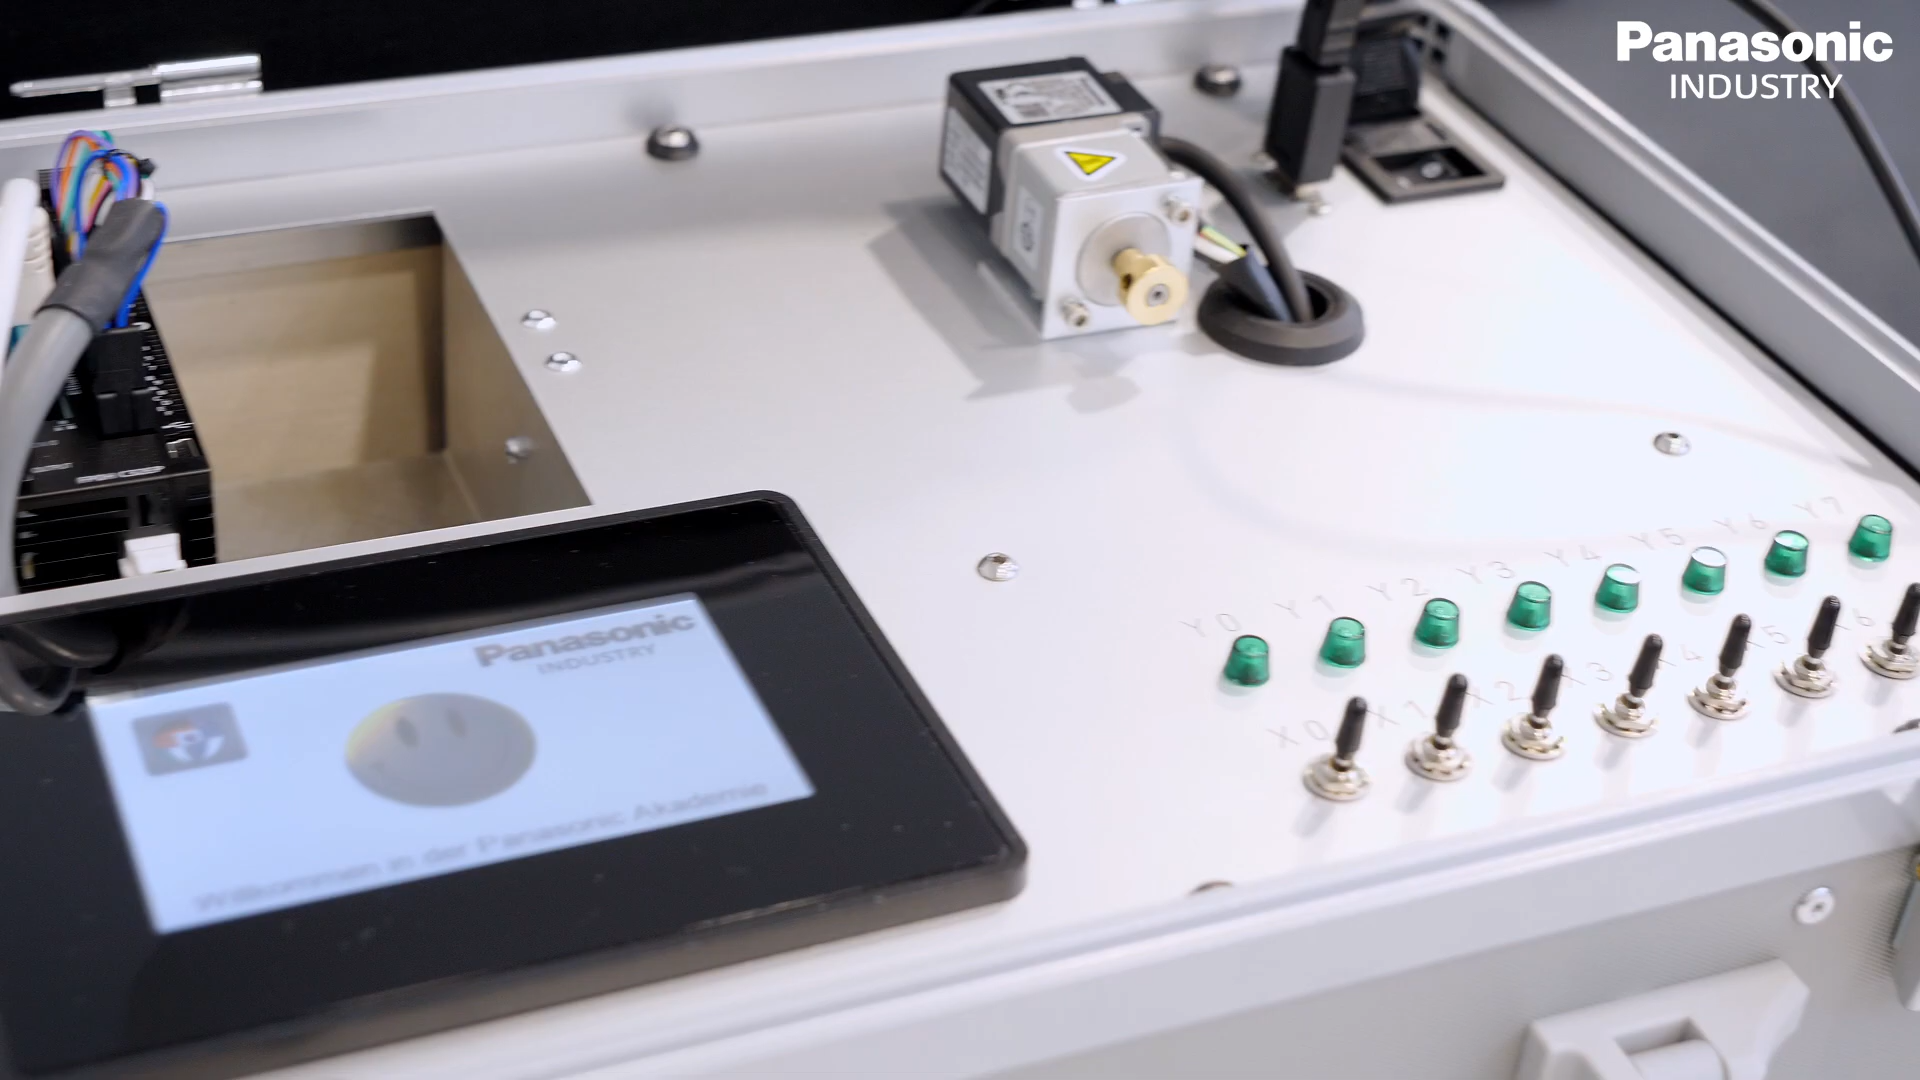 Panasonic
INDUSTRY
Y0 Y1 Y2 Y3 Y4 Y5 Y6 Y7
X0 X1 X2 X3 X4 X5 X6
Panasonic
INDUSTRY
Willkommen in der Panasonic Akademie